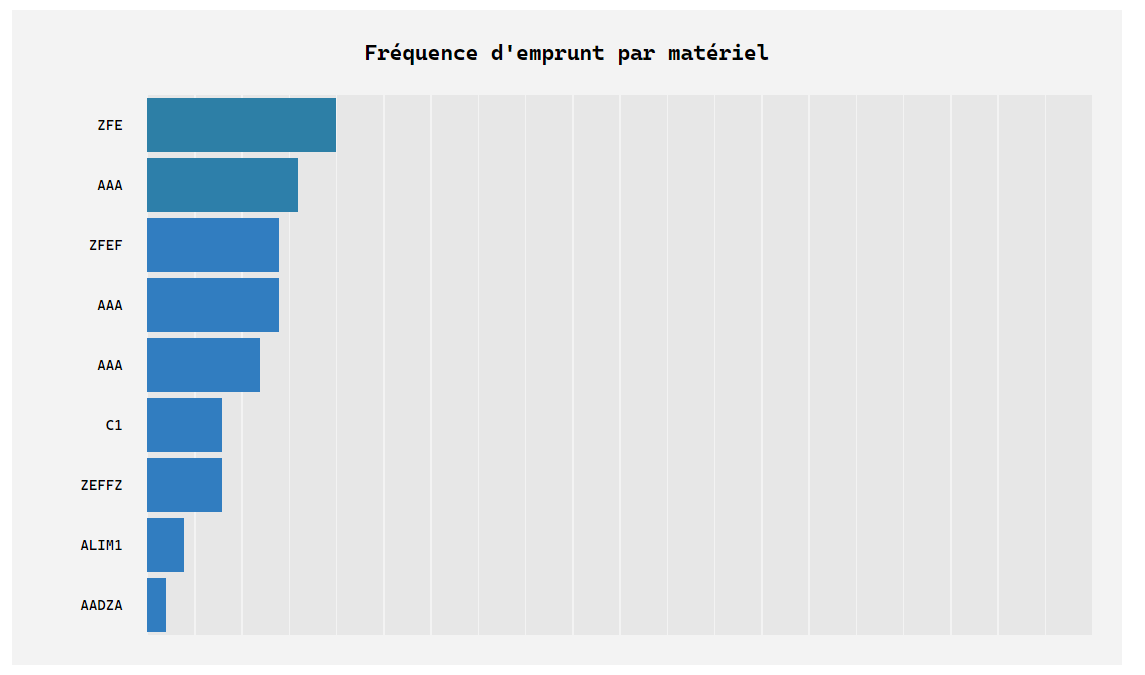 Fréquence d'emprunt par matériel
ZFE
AAA
ZFEF
AAA
AAA
C1
ZEFFZ
ALIM1
AADZA